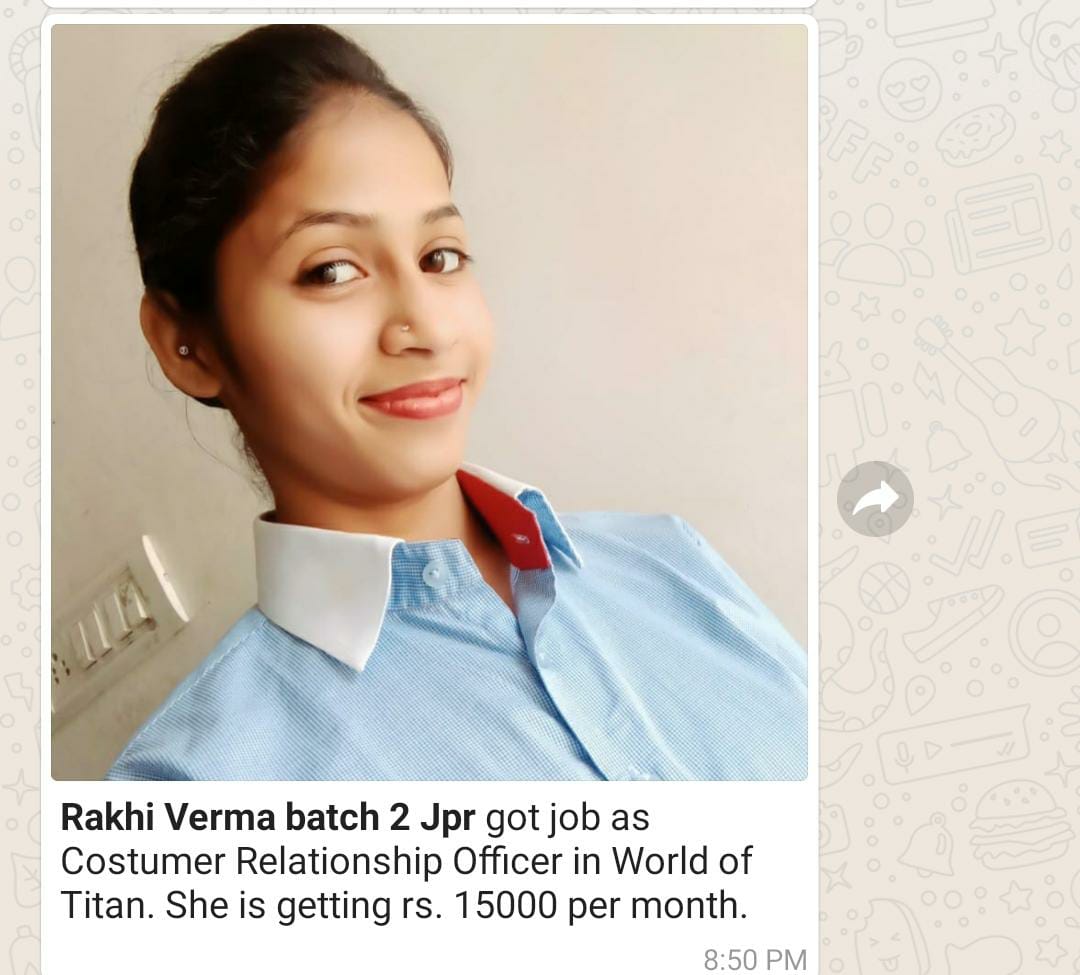 Rakhi Verma batch 2 Jpr got job as
Costumer Relationship Officer in World of
Titan. She is getting rs. 15000 per month.
8:50 PM